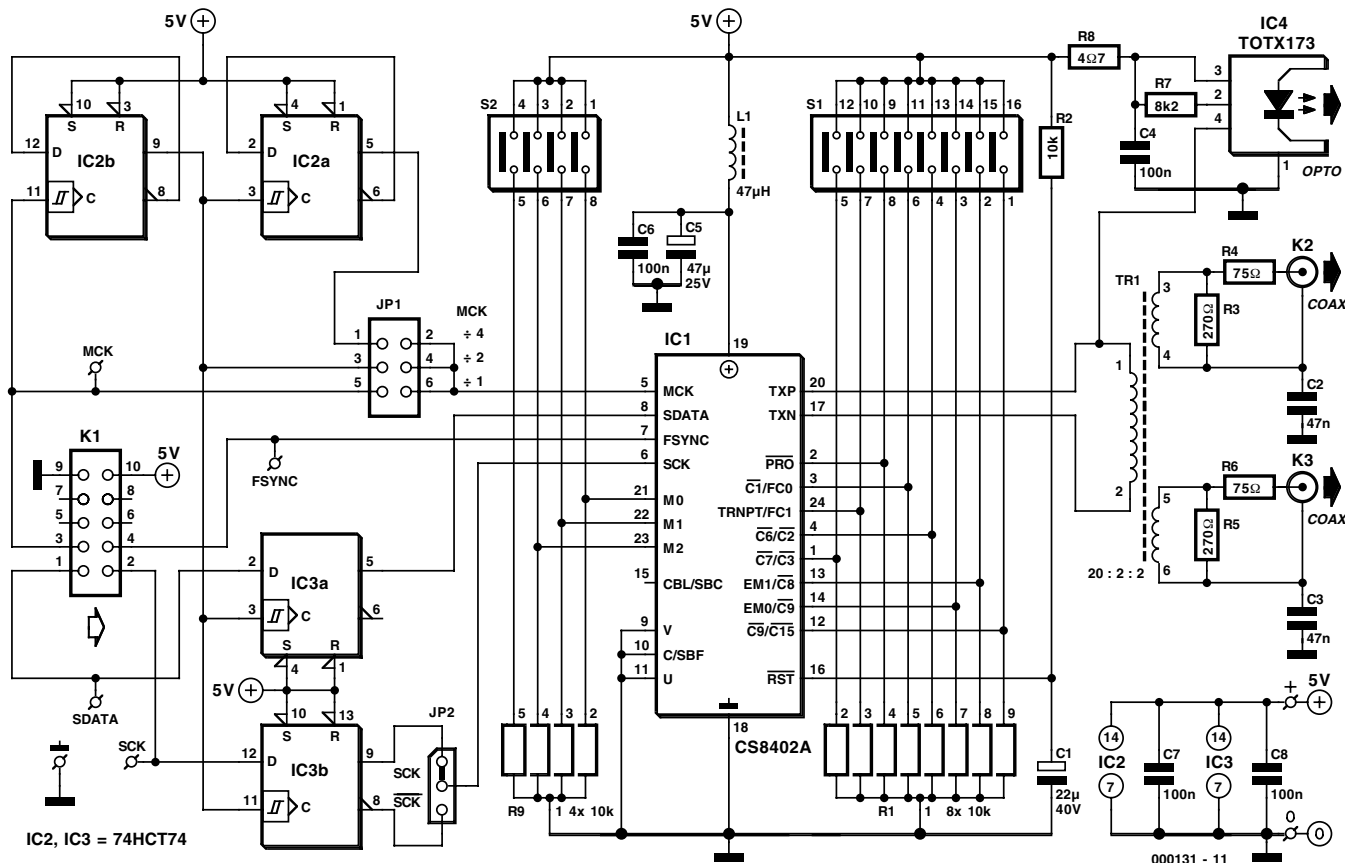 5V
10
3
S
R
12
D
9
IC2b
11
C
8
4
1
S
R
2
D
5
IC2a
3
C
6
5V
S2
4
3
2
1
5
6
7
8
L1
47µH
C6
100n
C5
47µ
25V
S1
12
10
9
11
13
14
15
16
5
7
8
6
4
3
2
1
R2
10k
R8
4Ω7
R7
8k2
C4
100n
IC4
TOTX173
3
2
4
1
OPTO
JP1
MCK
1
2
÷ 4
3
4
÷ 2
5
6
÷ 1
MCK
K1
9
10
5V
7
8
5
6
3
4
1
2
FSYNC
SDATA
SCK
2
D
5
IC3a
3
C
6
S
R
4
1
5V
10
13
S
R
12
D
9
IC3b
11
C
8
JP2
SCK
SCK
IC2, IC3 = 74HCT74
IC1
19
5
MCK
8
SDATA
7
FSYNC
6
SCK
21
M0
22
M1
23
M2
15
CBL/SBC
9
V
10
C/SBF
11
U
TXP
20
TXN
17
PRO
2
C1/FC0
3
TRNPT/FC1
24
C6/C2
4
C7/C3
1
EM1/C8
13
EM0/C9
14
C9/C15
12
RST
16
18
CS8402A
5
4
3
2
R9
1
4x 10k
2
3
4
5
6
7
8
9
R1
1
8x 10k
C1
22µ
40V
TR1
1
2
3
4
5
6
20 : 2 : 2
R3
270Ω
R4
75Ω
K2
COAX
C2
47n
R5
270Ω
R6
75Ω
K3
COAX
C3
47n
+
5V
14
IC2
7
C7
100n
14
IC3
7
C8
100n
0
0
000131 - 11